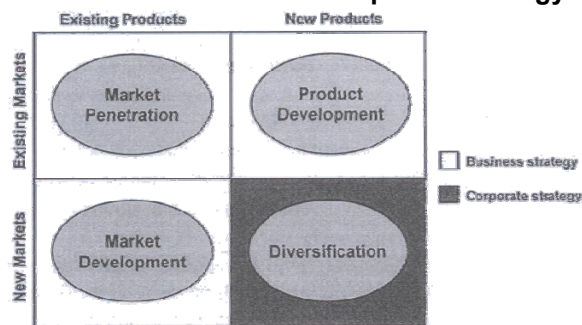 Strategy
Existing Products
New Products
Existing Markets
Market
Penetration
Product
Development
Business strategy
Corporate strategy
New Markets
Market
Development
Diversification